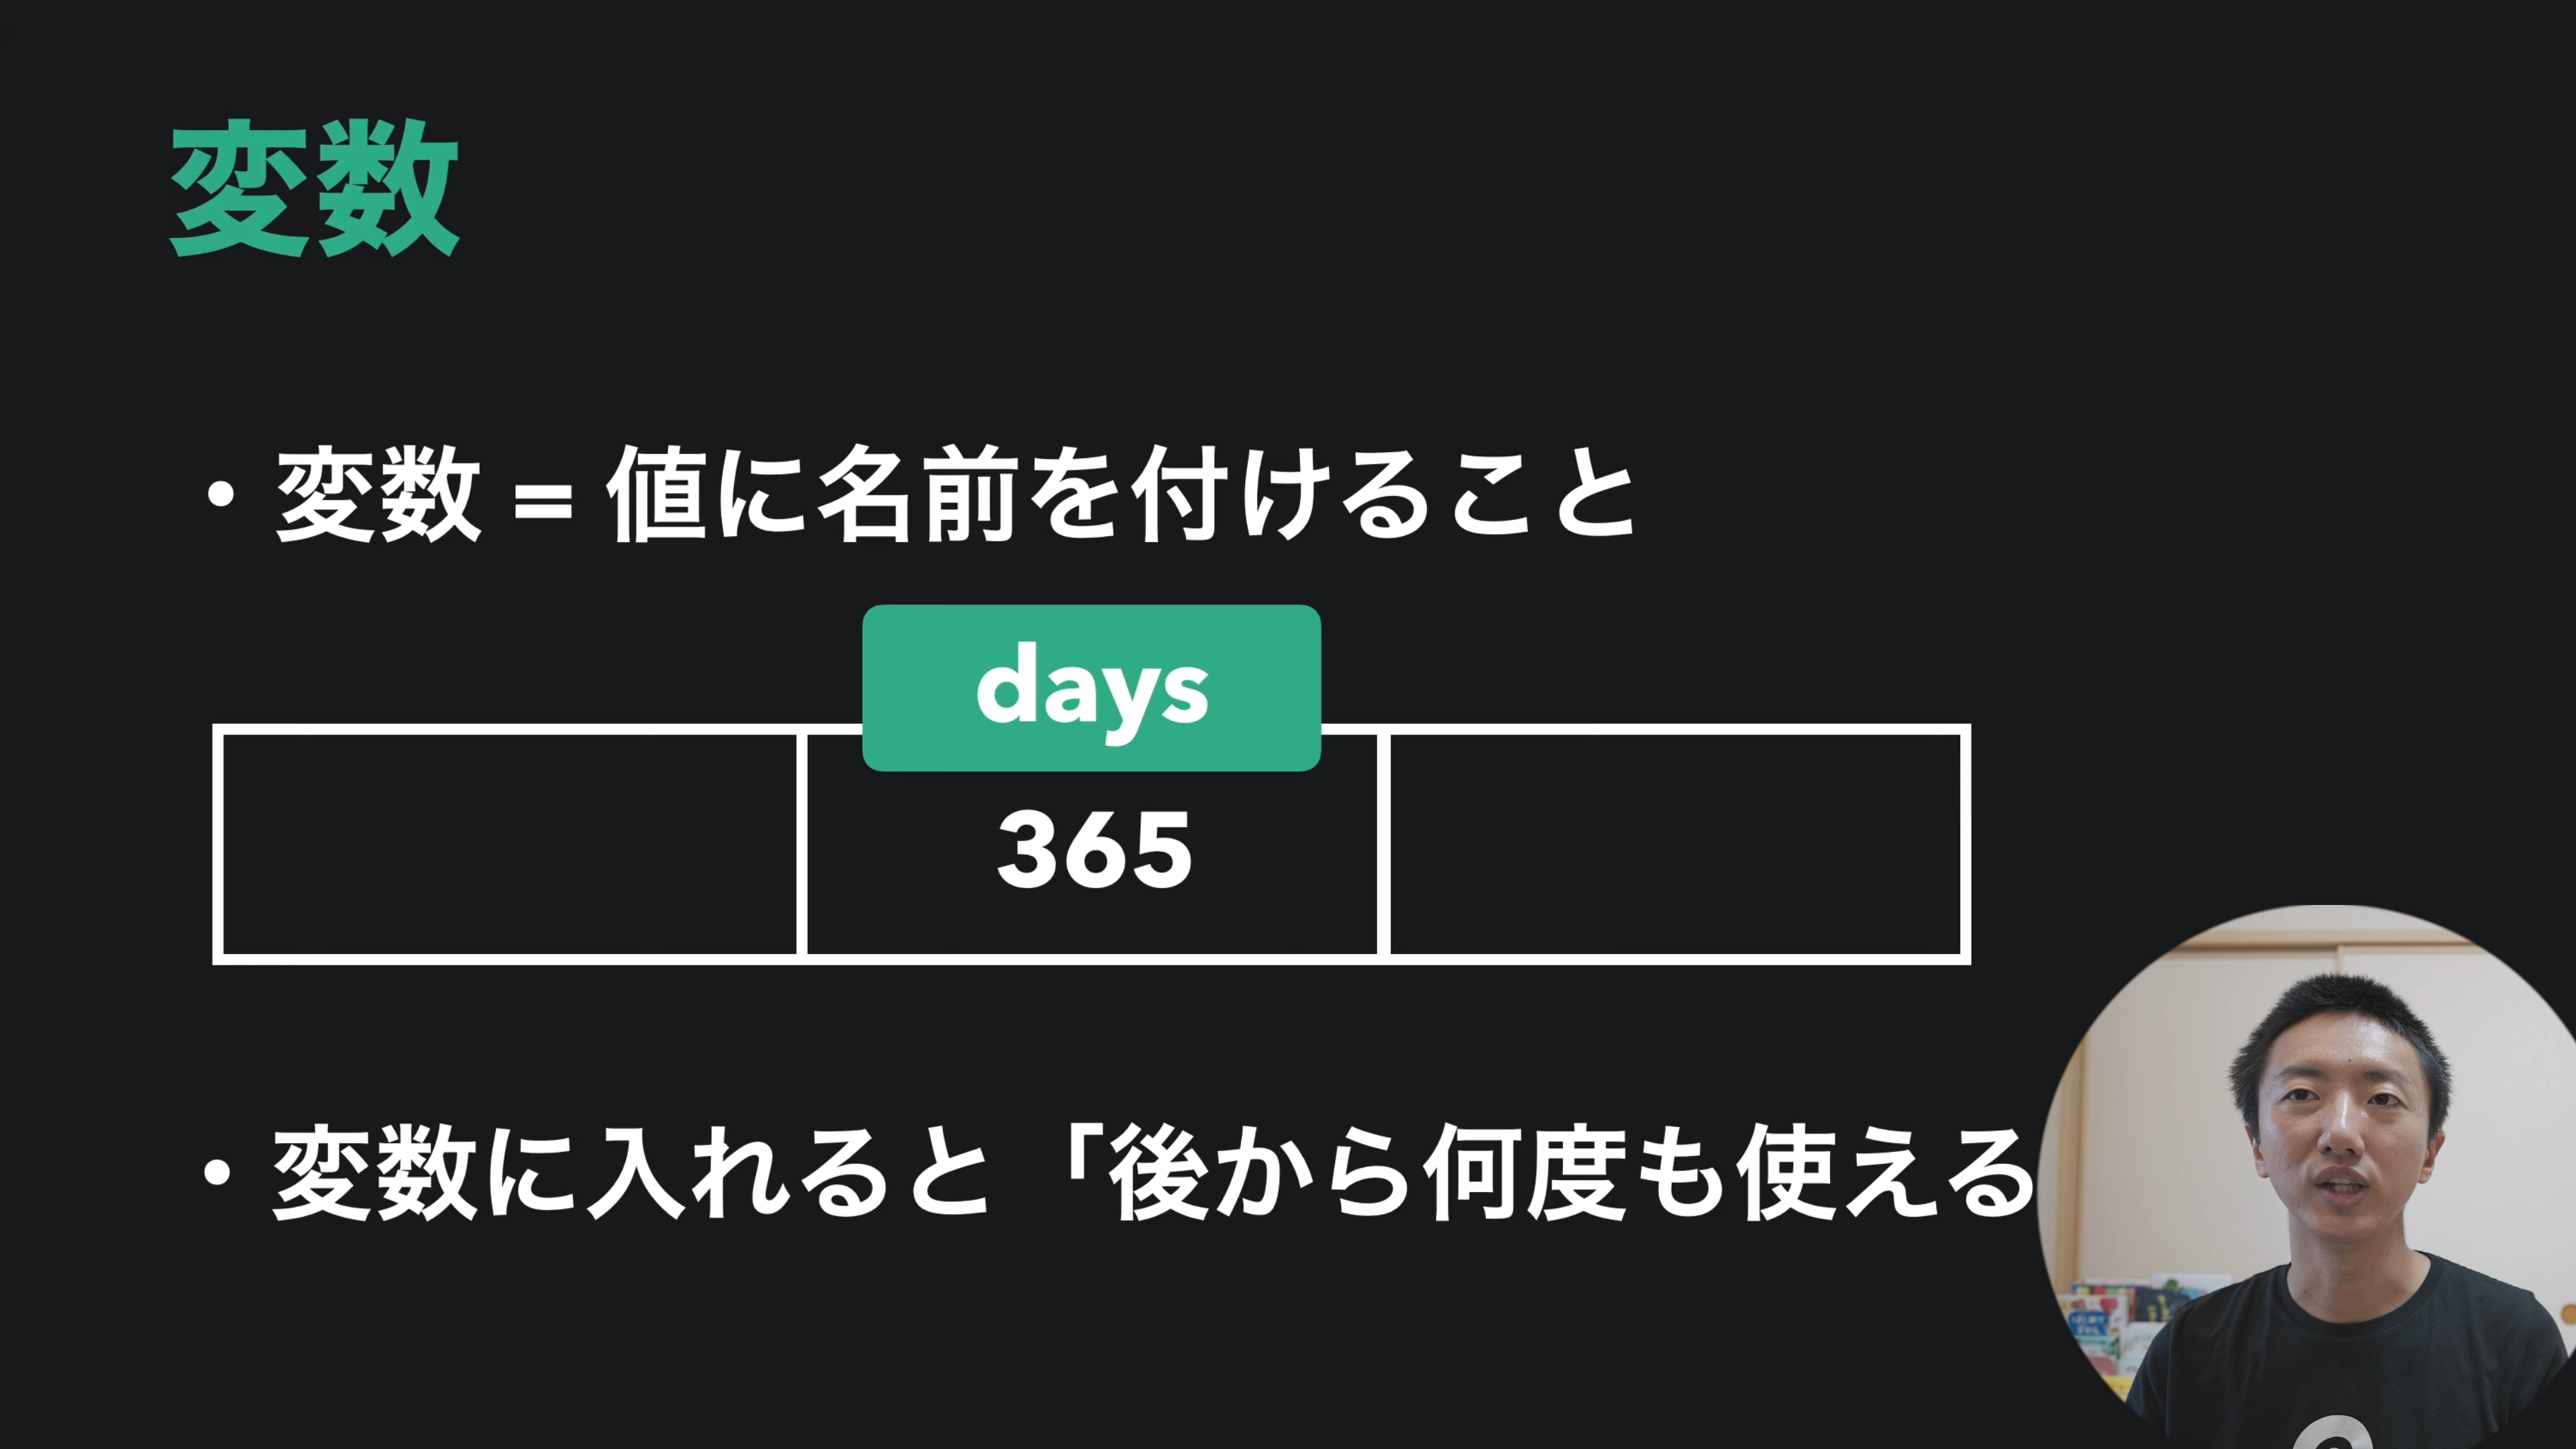 変数
• 変数 = 値に名前を付けること
days
365
• 変数に入れると「後から何度も使える